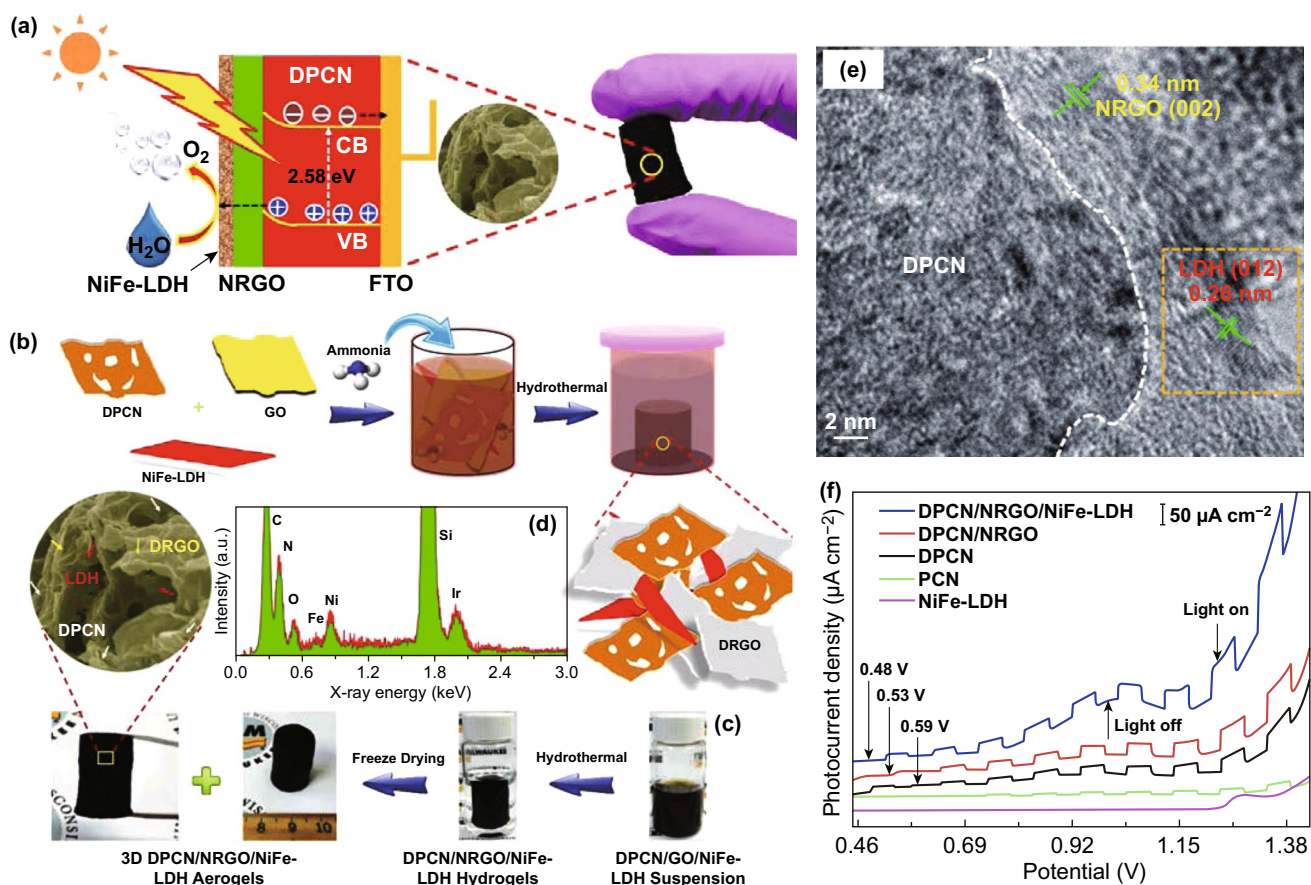 (a)
DPCN
CB
2.58 eV
VB
O2
H2O
NiFe-LDH
NRGO
FTO
(b)
DPCN
+
GO
NiFe-LDH
Ammonia
Hydrothermal
DRGO
LDH
DPCN
(d)
Intensity (a.u.)
C
N
O
Fe
Ni
Si
Ir
0.0 0.6 1.2 1.8 2.4 3.0
X-ray energy (keV)
DRGO
(c)
Freeze Drying
Hydrothermal
8 9 10
3D DPCN/NRGO/NiFe-
LDH Aerogels
DPCN/NRGO/NiFe-
LDH Hydrogels
DPCN/GO/NiFe-
LDH Suspension
(e)
0.34 nm
NRGO (002)
DPCN
LDH (012)
0.26 nm
2 nm
(f)
Photocurrent density (μA cm−2)
DPCN/NRGO/NiFe-LDH
DPCN/NRGO
DPCN
PCN
NiFe-LDH
50 μA cm−2
Light on
Light off
0.48 V
0.53 V
0.59 V
0.46 0.69 0.92 1.15 1.38
Potential (V)